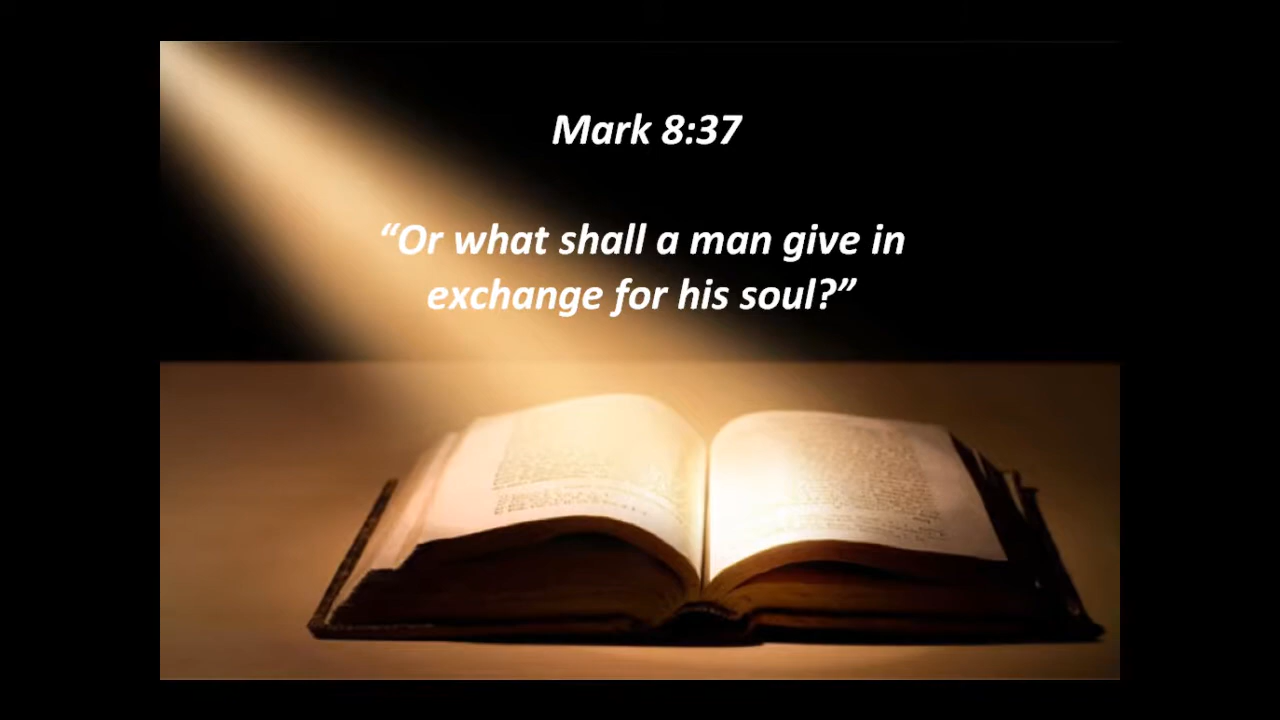 Mark 8:37
“Or what shall a man give in
exchange for his soul?”